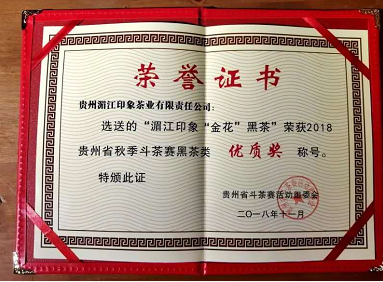 荣誉证书
贵州湄江印象茶业有限责任公司：
选送的“湄江印象“金花”黑茶”荣获2018
贵州省秋季斗茶赛黑茶类 优质奖 称号。
特颁此证
贵州省斗茶赛活动组委会
二〇一八年十一月